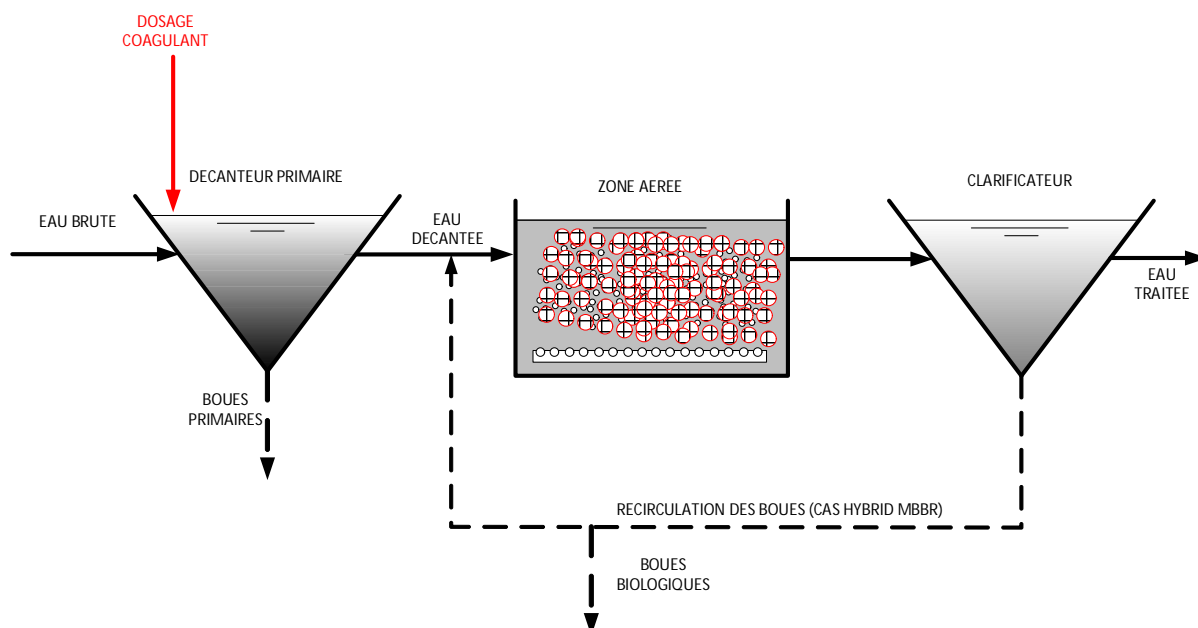 DOSAGE
COAGULANT
DECANTEUR PRIMAIRE
ZONE AEREE
CLARIFICATEUR
EAU BRUTE
EAU
DECANTEE
EAU
TRAITEE
BOUES
PRIMAIRES
RECIRCULATION DES BOUES (CAS HYBRID MBBR)
BOUES
BIOLOGIQUES